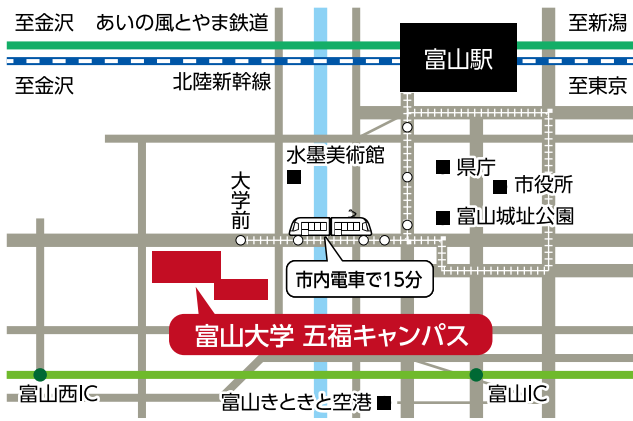 至金沢
あいの風とやま鉄道
至新潟
富山駅
至金沢
北陸新幹線
至東京
水墨美術館
県庁
市役所
大学前
富山城址公園
市内電車で15分
富山大学 五福キャンパス
富山西IC
富山きときと空港
富山IC